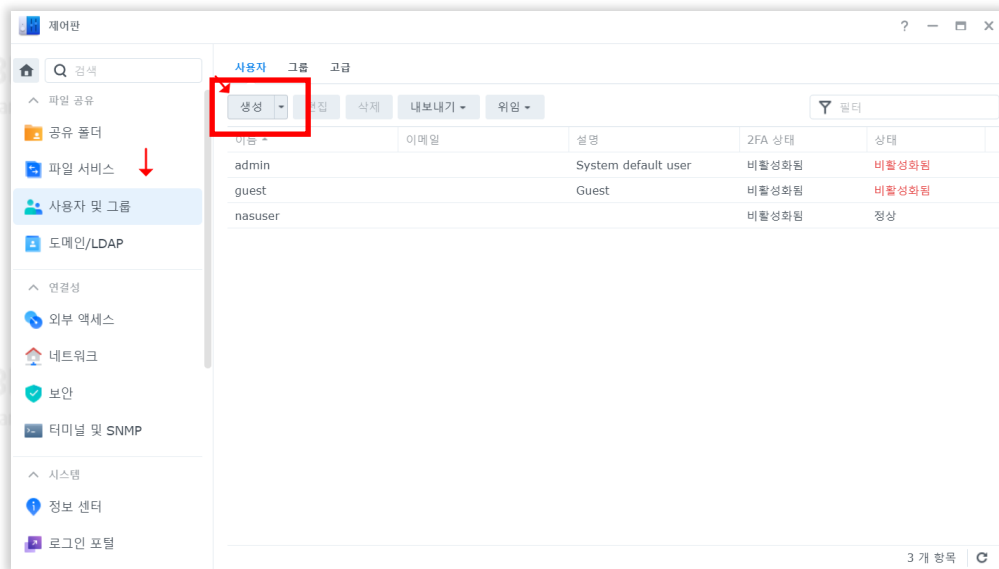 제어판
검색
파일 공유
공유 폴더
파일 서비스
사용자 및 그룹
도메인/LDAP
연결성
외부 액세스
네트워크
보안
터미널 및 SNMP
시스템
정보 센터
로그인 포털
사용자 그룹 고급
생성 편집 삭제 내보내기 위임 필터
이름 이메일 설명 2FA 상태 상태
admin System default user 비활성화됨 비활성화됨
guest Guest 비활성화됨 비활성화됨
nasuser 비활성화됨 정상
3 개 항목